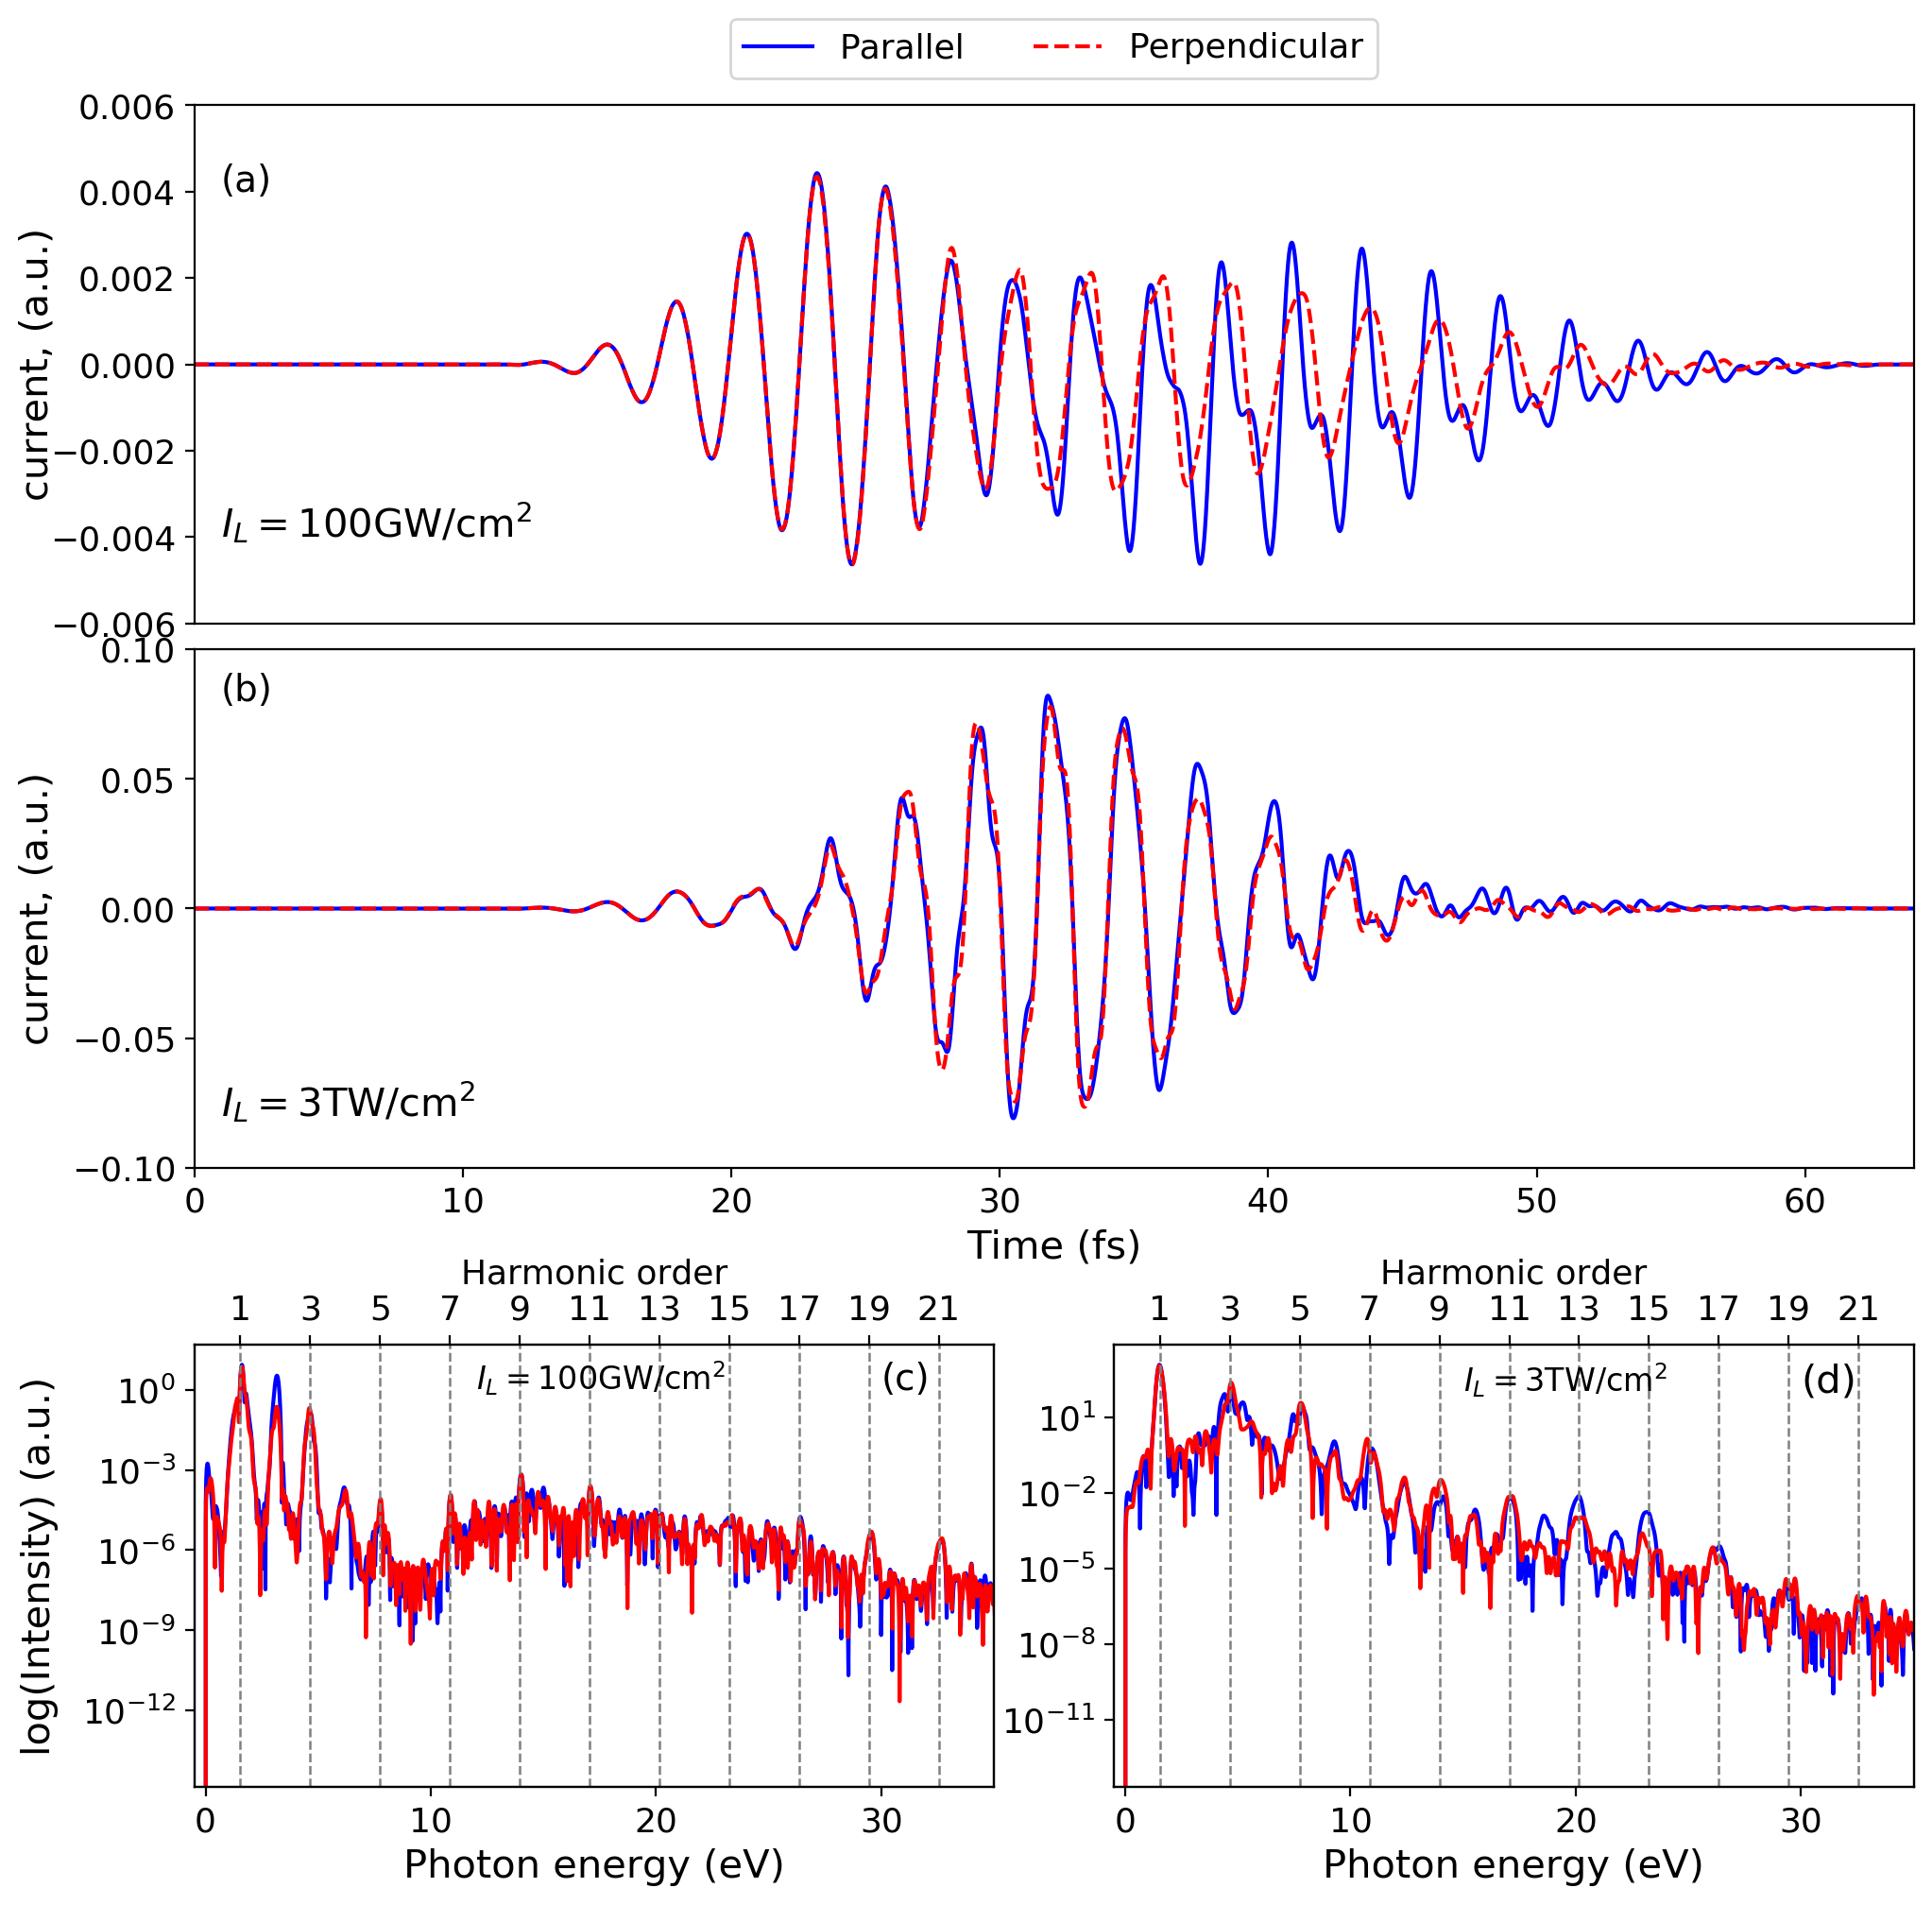 Parallel Perpendicular
0.006
0.004
0.002
0.000
−0.002
−0.004
−0.006
current, (a.u.)
(a)
I_L = 100GW/cm²
0.10
0.05
0.00
−0.05
−0.10
current, (a.u.)
(b)
I_L = 3TW/cm²
0 10 20 30 40 50 60
Time (fs)
Harmonic order
1 3 5 7 9 11 13 15 17 19 21
I_L = 100GW/cm²
(c)
10⁰
10⁻³
10⁻⁶
10⁻⁹
10⁻¹²
log(Intensity) (a.u.)
0 10 20 30
Photon energy (eV)
Harmonic order
1 3 5 7 9 11 13 15 17 19 21
I_L = 3TW/cm²
(d)
10¹
10⁻²
10⁻⁵
10⁻⁸
10⁻¹¹
0 10 20 30
Photon energy (eV)